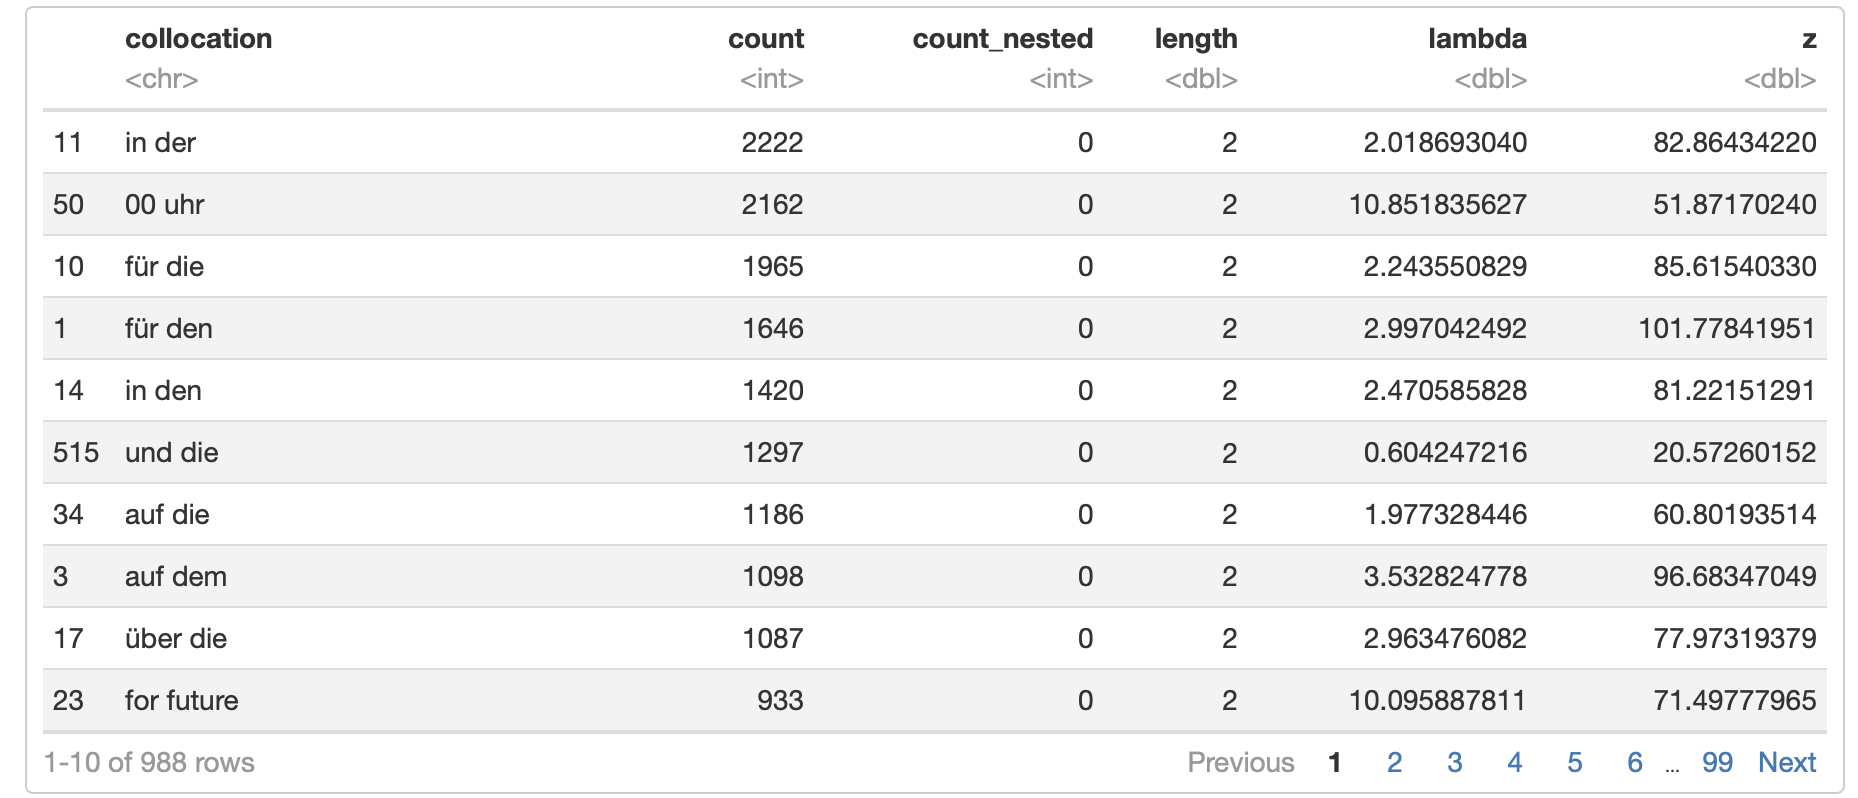 collocation count count_nested length lambda z
<chr> <int> <int> <dbl> <dbl> <dbl>
11 in der 2222 0 2 2.018693040 82.86434220
50 00 uhr 2162 0 2 10.851835627 51.87170240
10 für die 1965 0 2 2.243550829 85.61540330
1 für den 1646 0 2 2.997042492 101.77841951
14 in den 1420 0 2 2.470585828 81.22151291
515 und die 1297 0 2 0.604247216 20.57260152
34 auf die 1186 0 2 1.977328446 60.80193514
3 auf dem 1098 0 2 3.532824778 96.68347049
17 über die 1087 0 2 2.963476082 77.97319379
23 for future 933 0 2 10.095887811 71.49777965
1-10 of 988 rows Previous 1 2 3 4 5 6 ... 99 Next